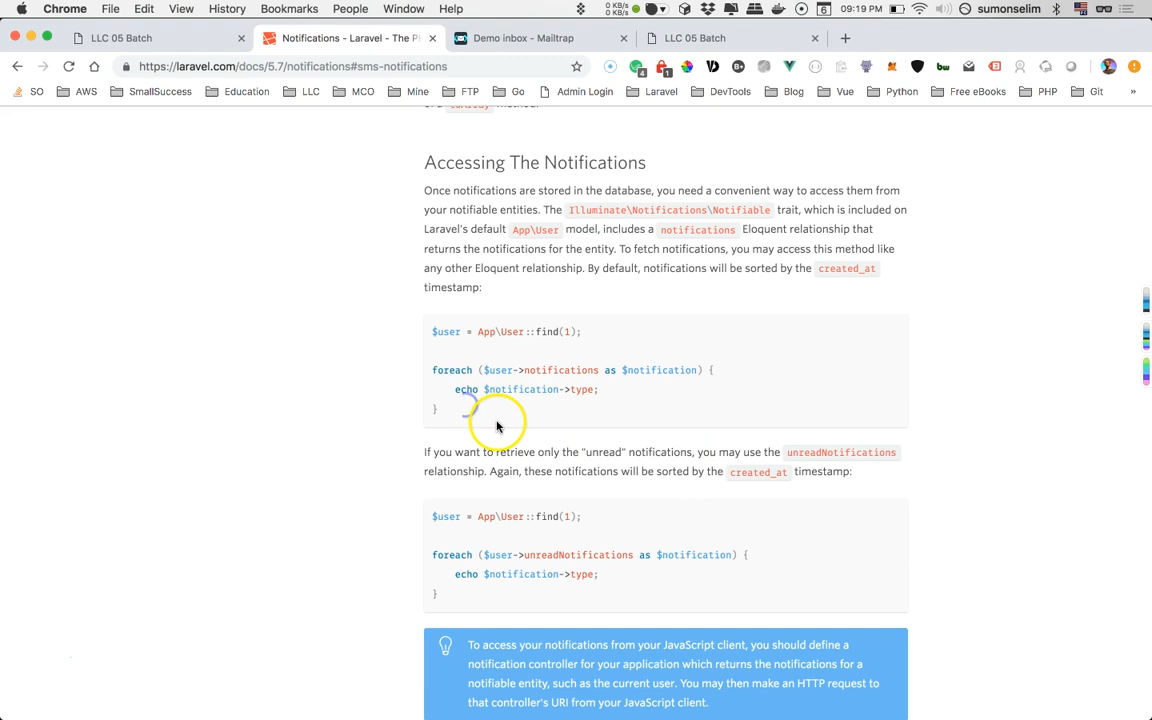 Chrome File Edit View History Bookmarks People Window Help 0 KB/s 0 KB/s 6 09:19 PM sumonselim
LLC 05 Batch Notifications - Laravel - The P Demo inbox - Mailtrap LLC 05 Batch
https://laravel.com/docs/5.7/notifications#sms-notifications
SO AWS SmallSuccess Education LLC MCO Mine FTP Go Admin Login Laravel DevTools Blog Vue Python Free eBooks PHP Git »
Accessing The Notifications
Once notifications are stored in the database, you need a convenient way to access them from
your notifiable entities. The Illuminate\Notifications\Notifiable trait, which is included on
Laravel's default App\User model, includes a notifications Eloquent relationship that
returns the notifications for the entity. To fetch notifications, you may access this method like
any other Eloquent relationship. By default, notifications will be sorted by the created_at
timestamp:
$user = App\User::find(1);
foreach ($user->notifications as $notification) {
echo $notification->type;
}
If you want to retrieve only the "unread" notifications, you may use the unreadNotifications
relationship. Again, these notifications will be sorted by the created_at timestamp:
$user = App\User::find(1);
foreach ($user->unreadNotifications as $notification) {
echo $notification->type;
}
To access your notifications from your JavaScript client, you should define a
notification controller for your application which returns the notifications for a
notifiable entity, such as the current user. You may then make an HTTP request to
that controller's URI from your JavaScript client.